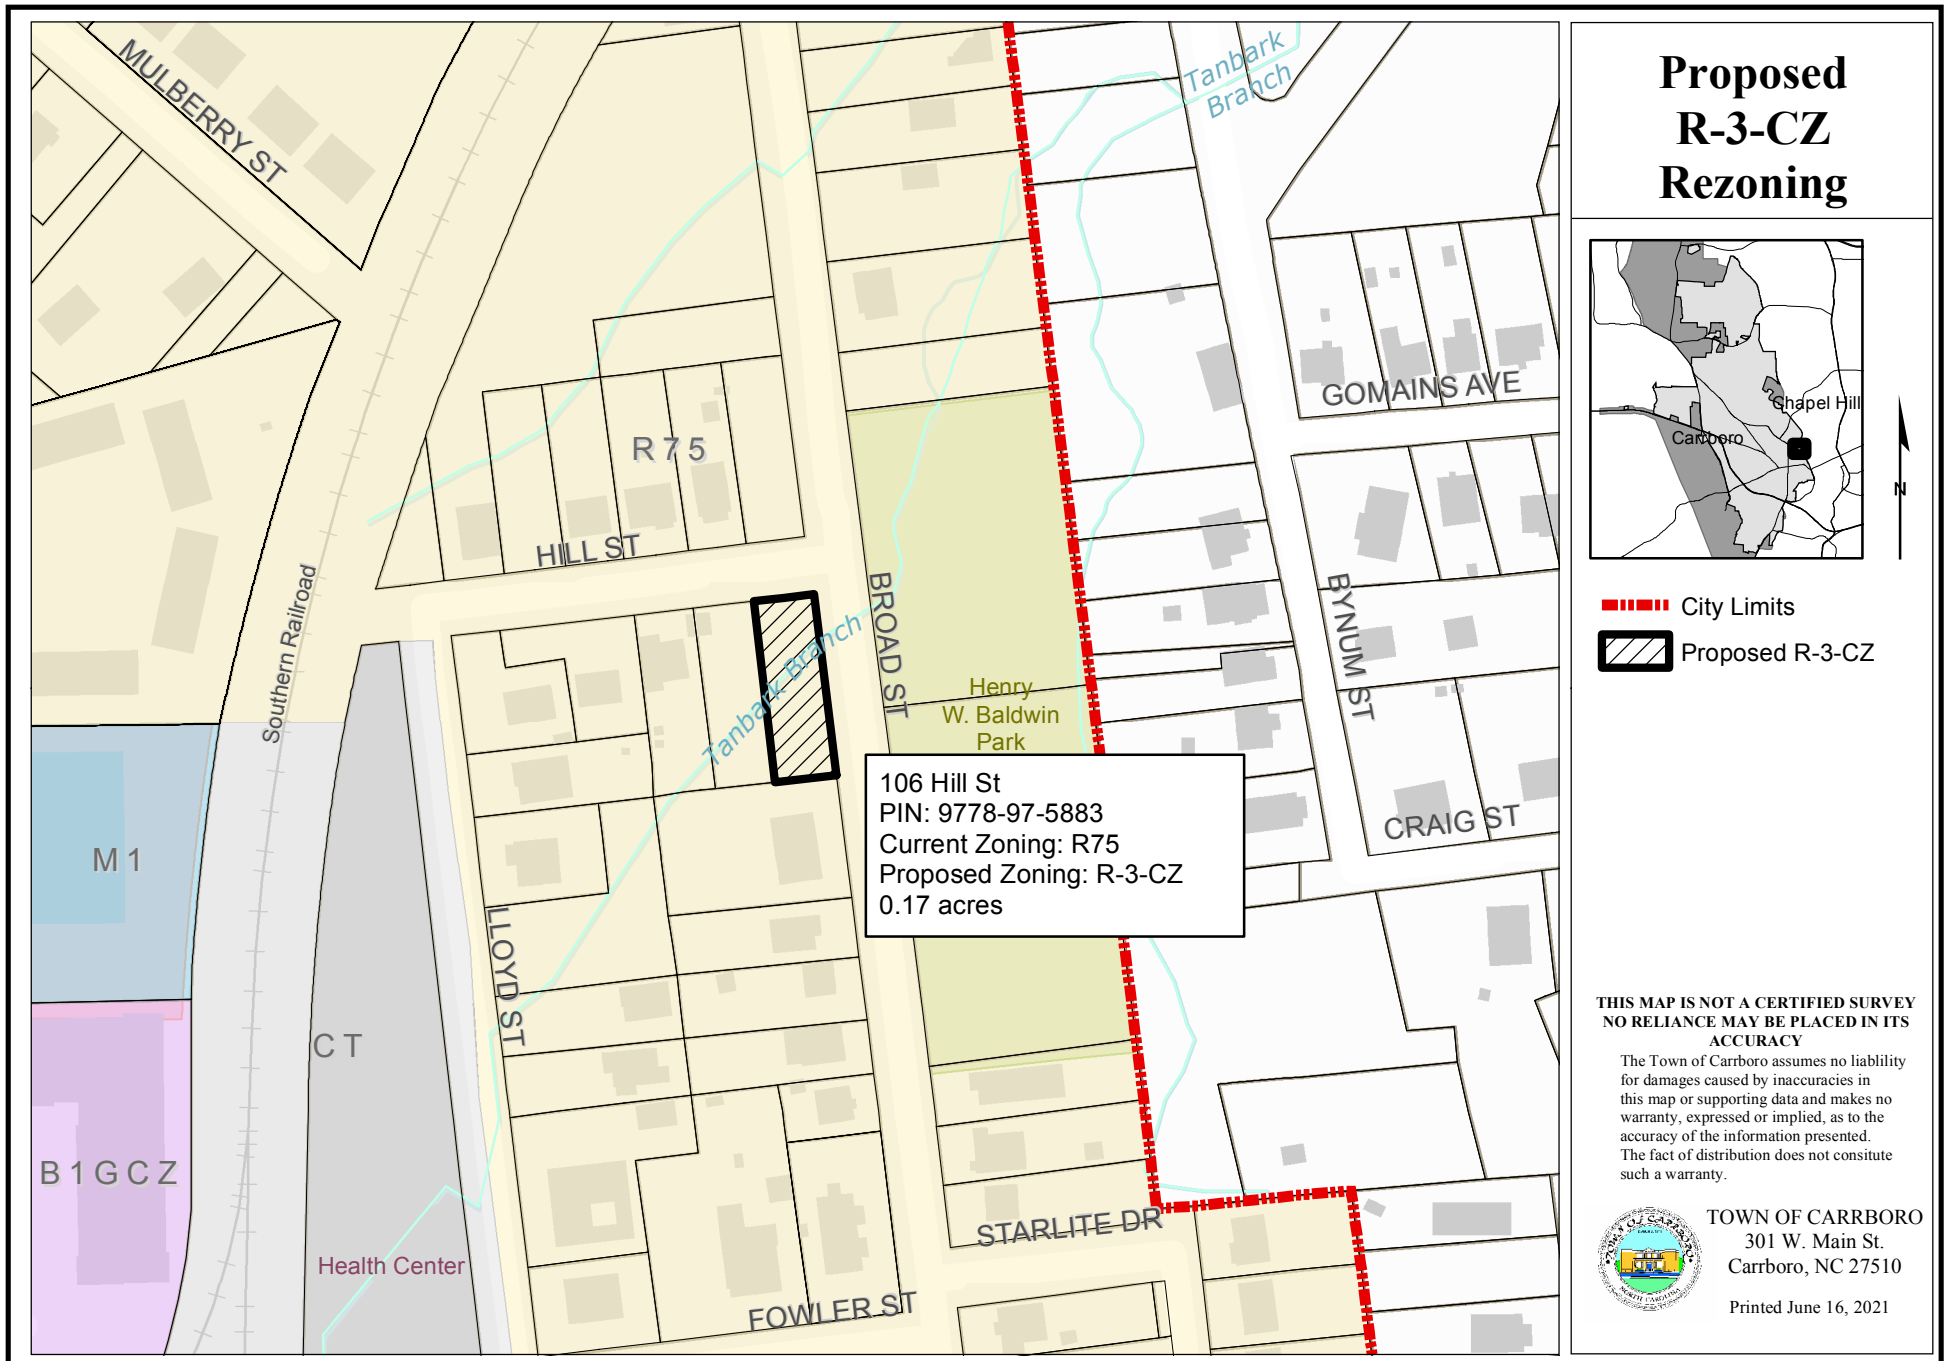 MULBERRY ST
Tanbark
Branch
GOMAINS AVE
R 7 5
HILL ST
Southern Railroad
BROAD ST
BYNUM ST
Tanbark Branch
Henry
W. Baldwin
Park
106 Hill St
PIN: 9778-97-5883
Current Zoning: R75
Proposed Zoning: R-3-CZ
0.17 acres
CRAIG ST
M 1
LLOYD ST
C T
B 1 G C Z
STARLITE DR
Health Center
FOWLER ST
Proposed
R-3-CZ
Rezoning
Chapel Hill
Carrboro
N
City Limits
Proposed R-3-CZ
THIS MAP IS NOT A CERTIFIED SURVEY
NO RELIANCE MAY BE PLACED IN ITS
ACCURACY
The Town of Carrboro assumes no liablility
for damages caused by inaccuracies in
this map or supporting data and makes no
warranty, expressed or implied, as to the
accuracy of the information presented.
The fact of distribution does not consitute
such a warranty.
TOWN OF CARRBORO
NORTH CAROLINA
TOWN OF CARRBORO
301 W. Main St.
Carrboro, NC 27510
Printed June 16, 2021